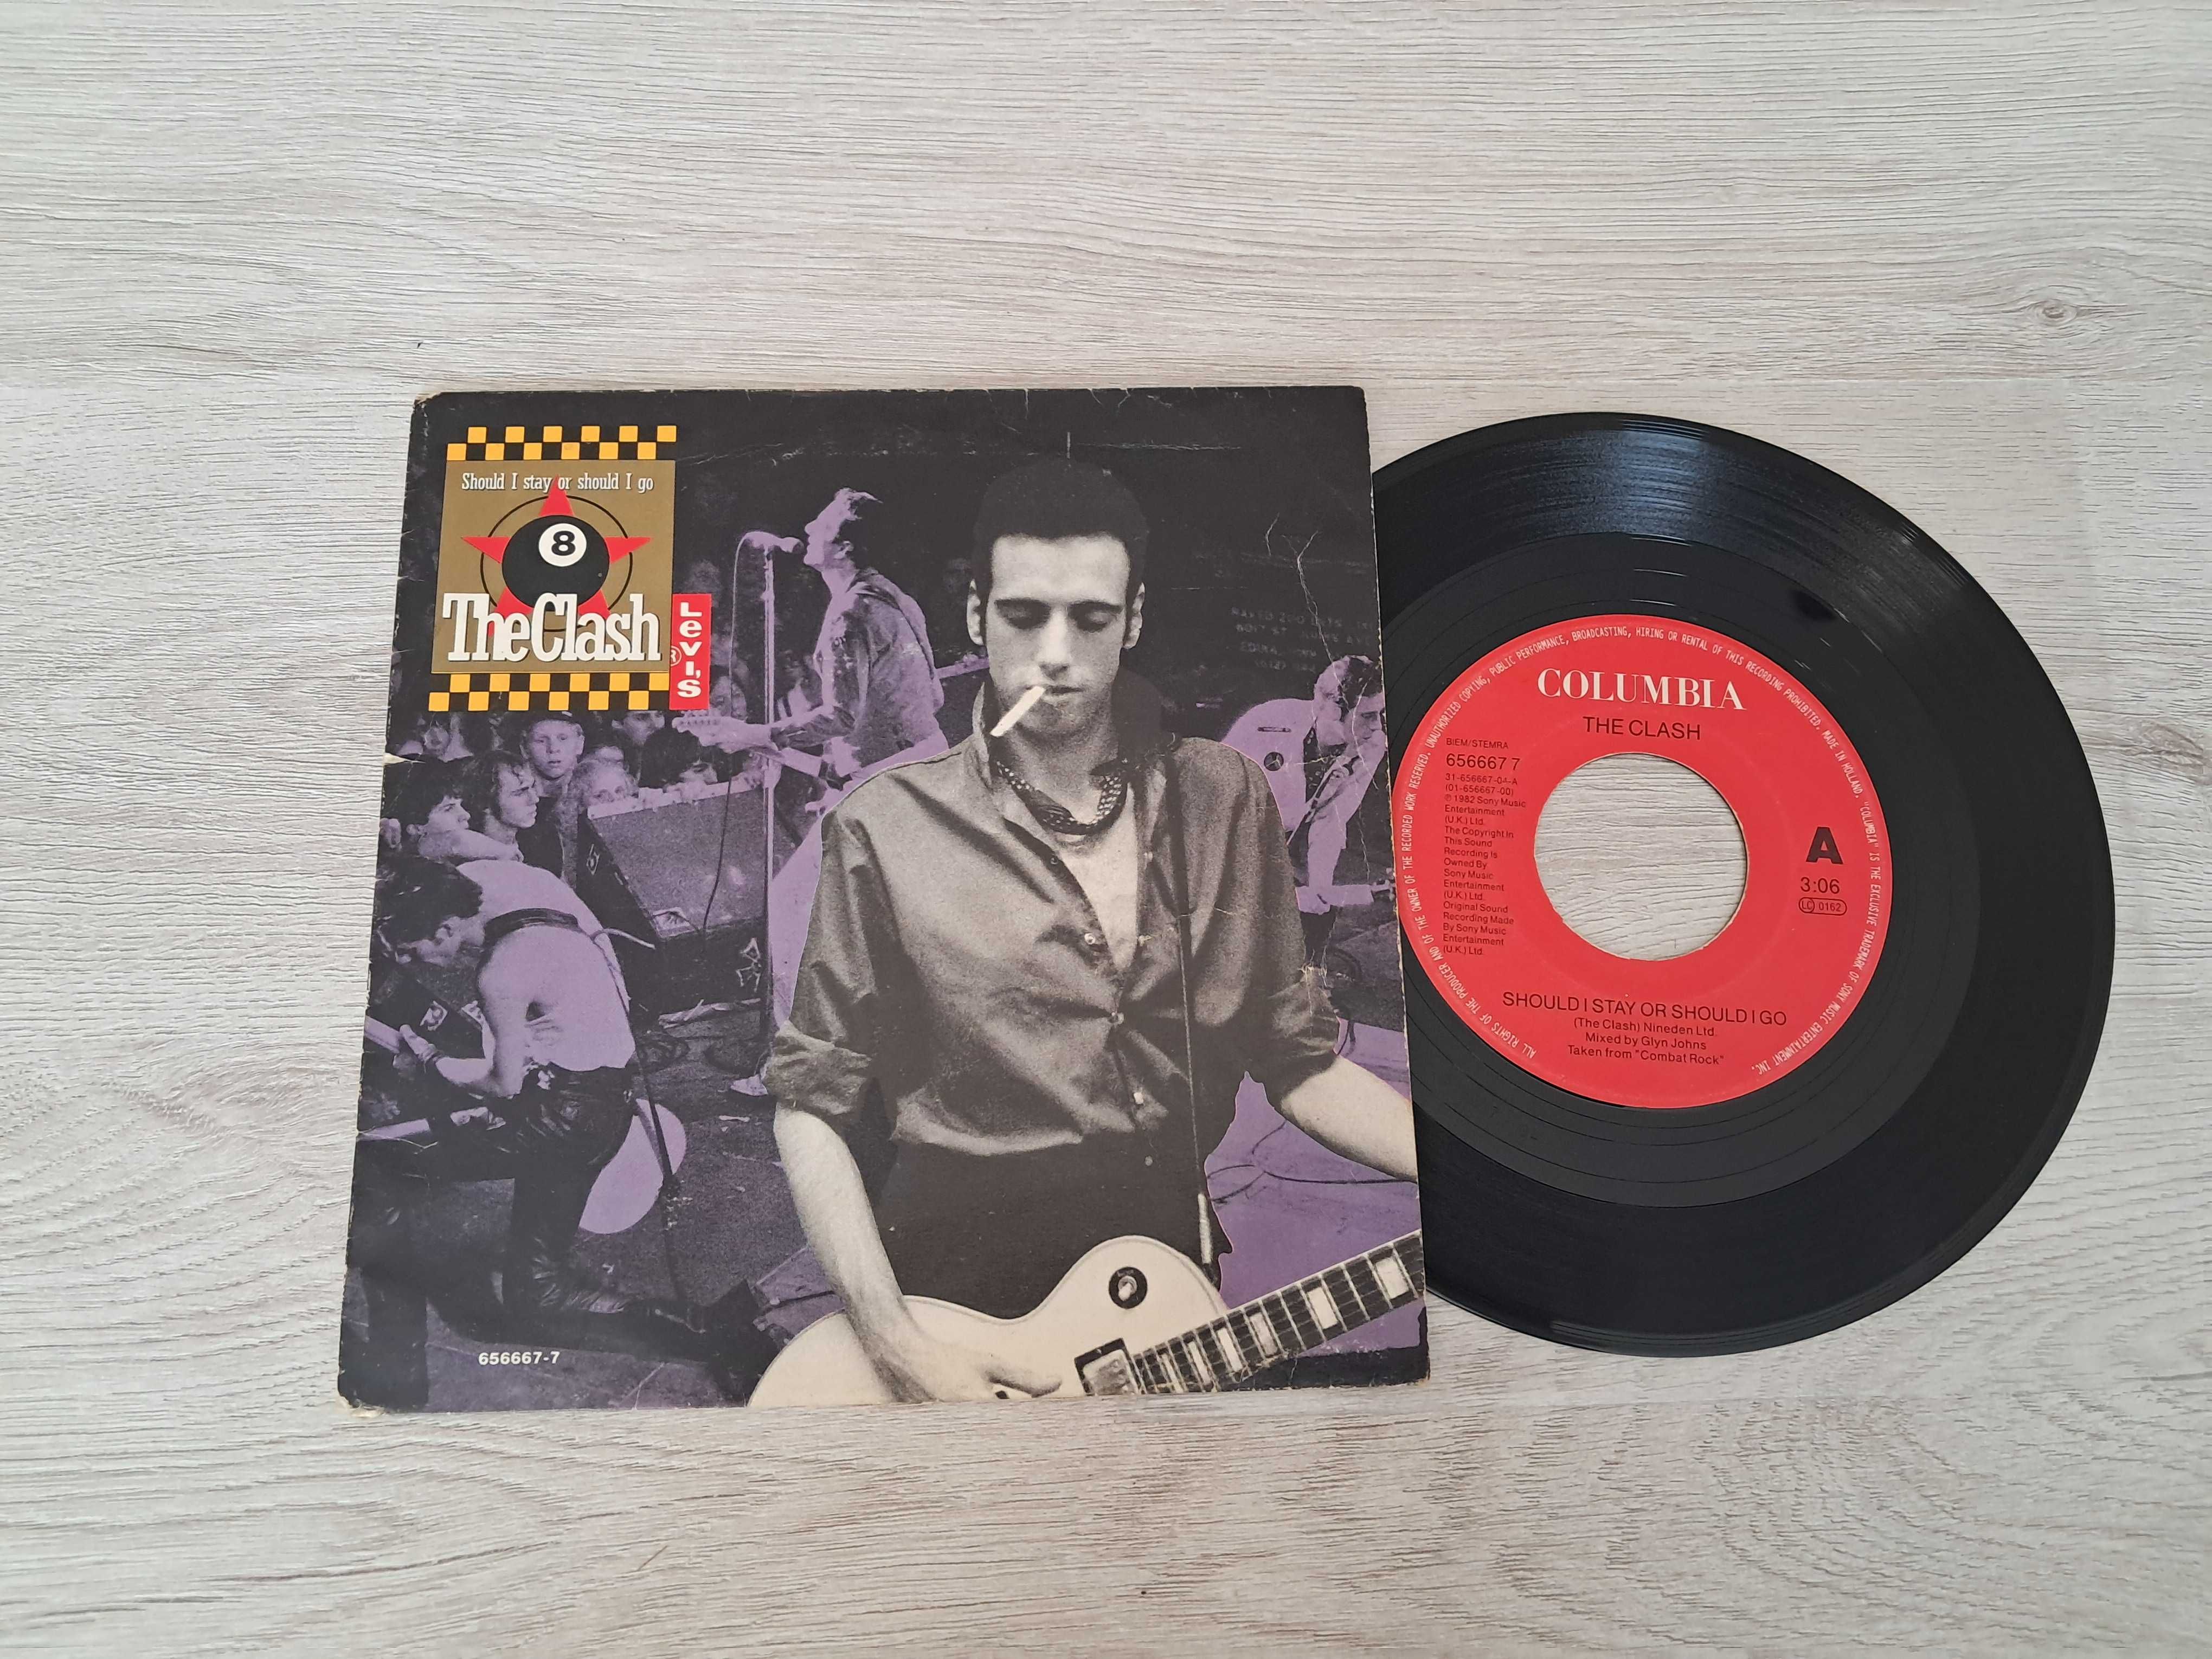 Should I stay or should I go
8
The Clash
Levi's
®
656667-7
COLUMBIA
THE CLASH
BIEM/STEMRA
656667 7
31-656667-04-A
(01-656667-00)
℗ 1982 Sony Music
Entertainment
(U.K.) Ltd.
The Copyright In
This Sound
Recording Is
Owned By
Sony Music
Entertainment
(U.K.) Ltd.
Original Sound
Recording Made
By Sony Music
Entertainment
(U.K.) Ltd.
A
3:06
LC 0162
SHOULD I STAY OR SHOULD I GO
(The Clash) Nineden Ltd.
Mixed by Glyn Johns
Taken from "Combat Rock"
ALL RIGHTS OF THE PRODUCER AND OF THE OWNER OF THE RECORDED WORK RESERVED. UNAUTHORIZED COPYING, PUBLIC PERFORMANCE, BROADCASTING, HIRING OR RENTAL OF THIS RECORDING PROHIBITED. MADE IN HOLLAND. "COLUMBIA" IS THE EXCLUSIVE TRADEMARK OF SONY MUSIC ENTERTAINMENT INC.